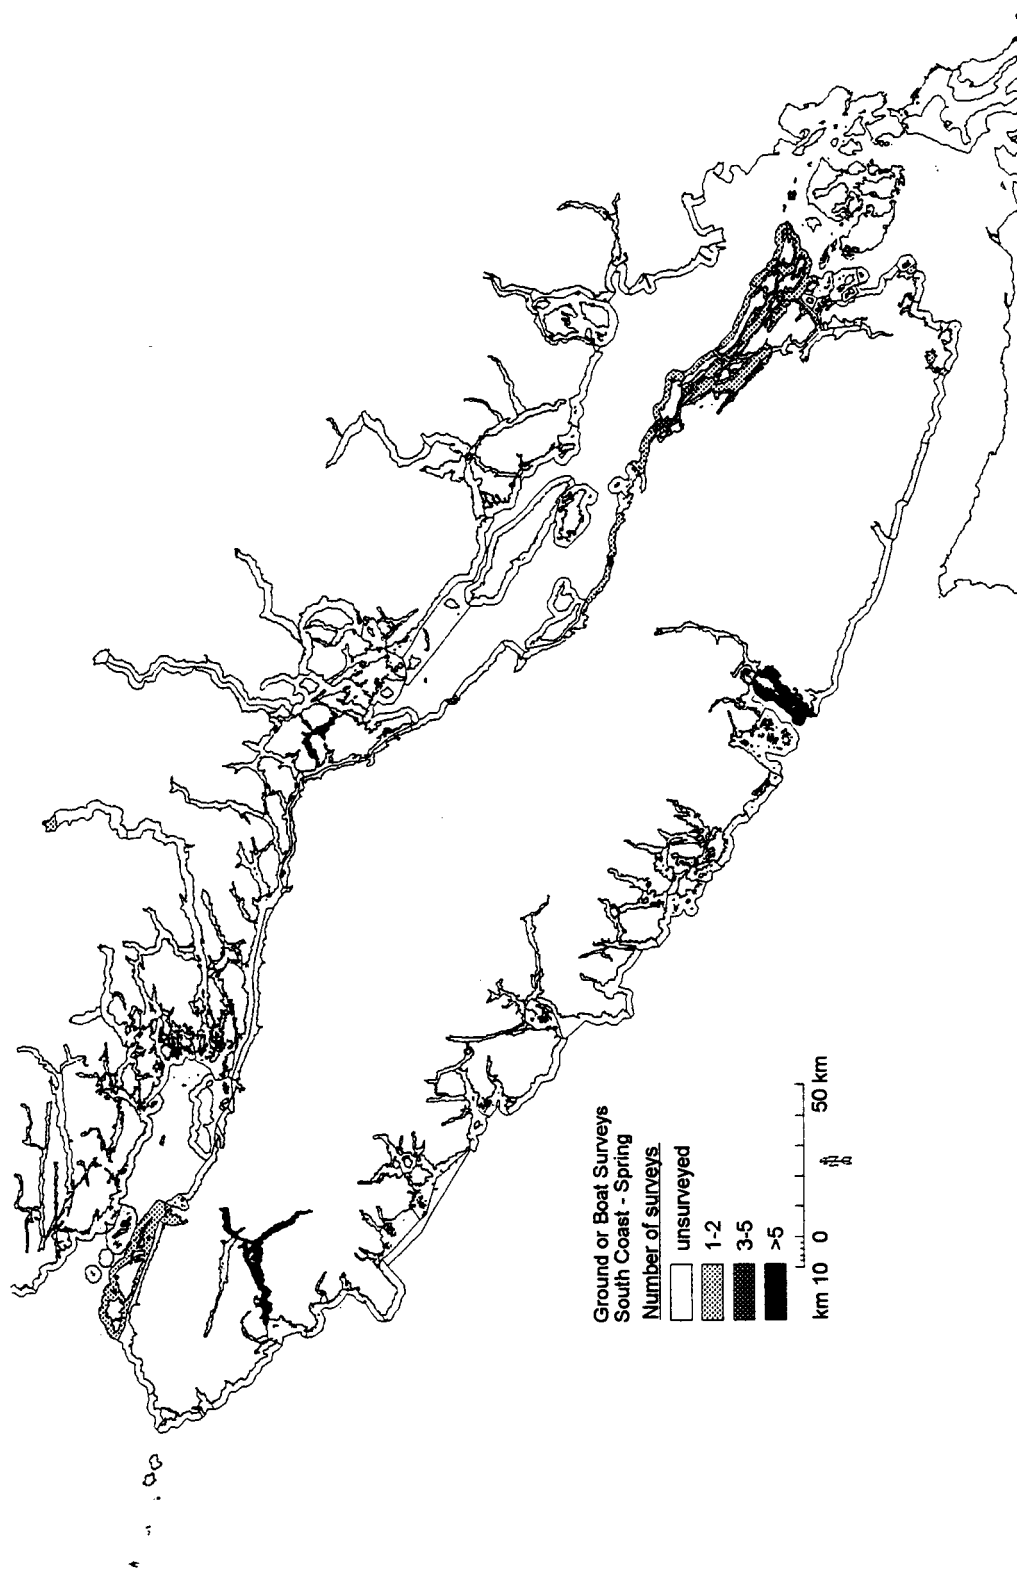 Ground or Boat Surveys
South Coast - Spring
Number of surveys
unsurveyed
1-2
3-5
>5
km 10 0 50 km